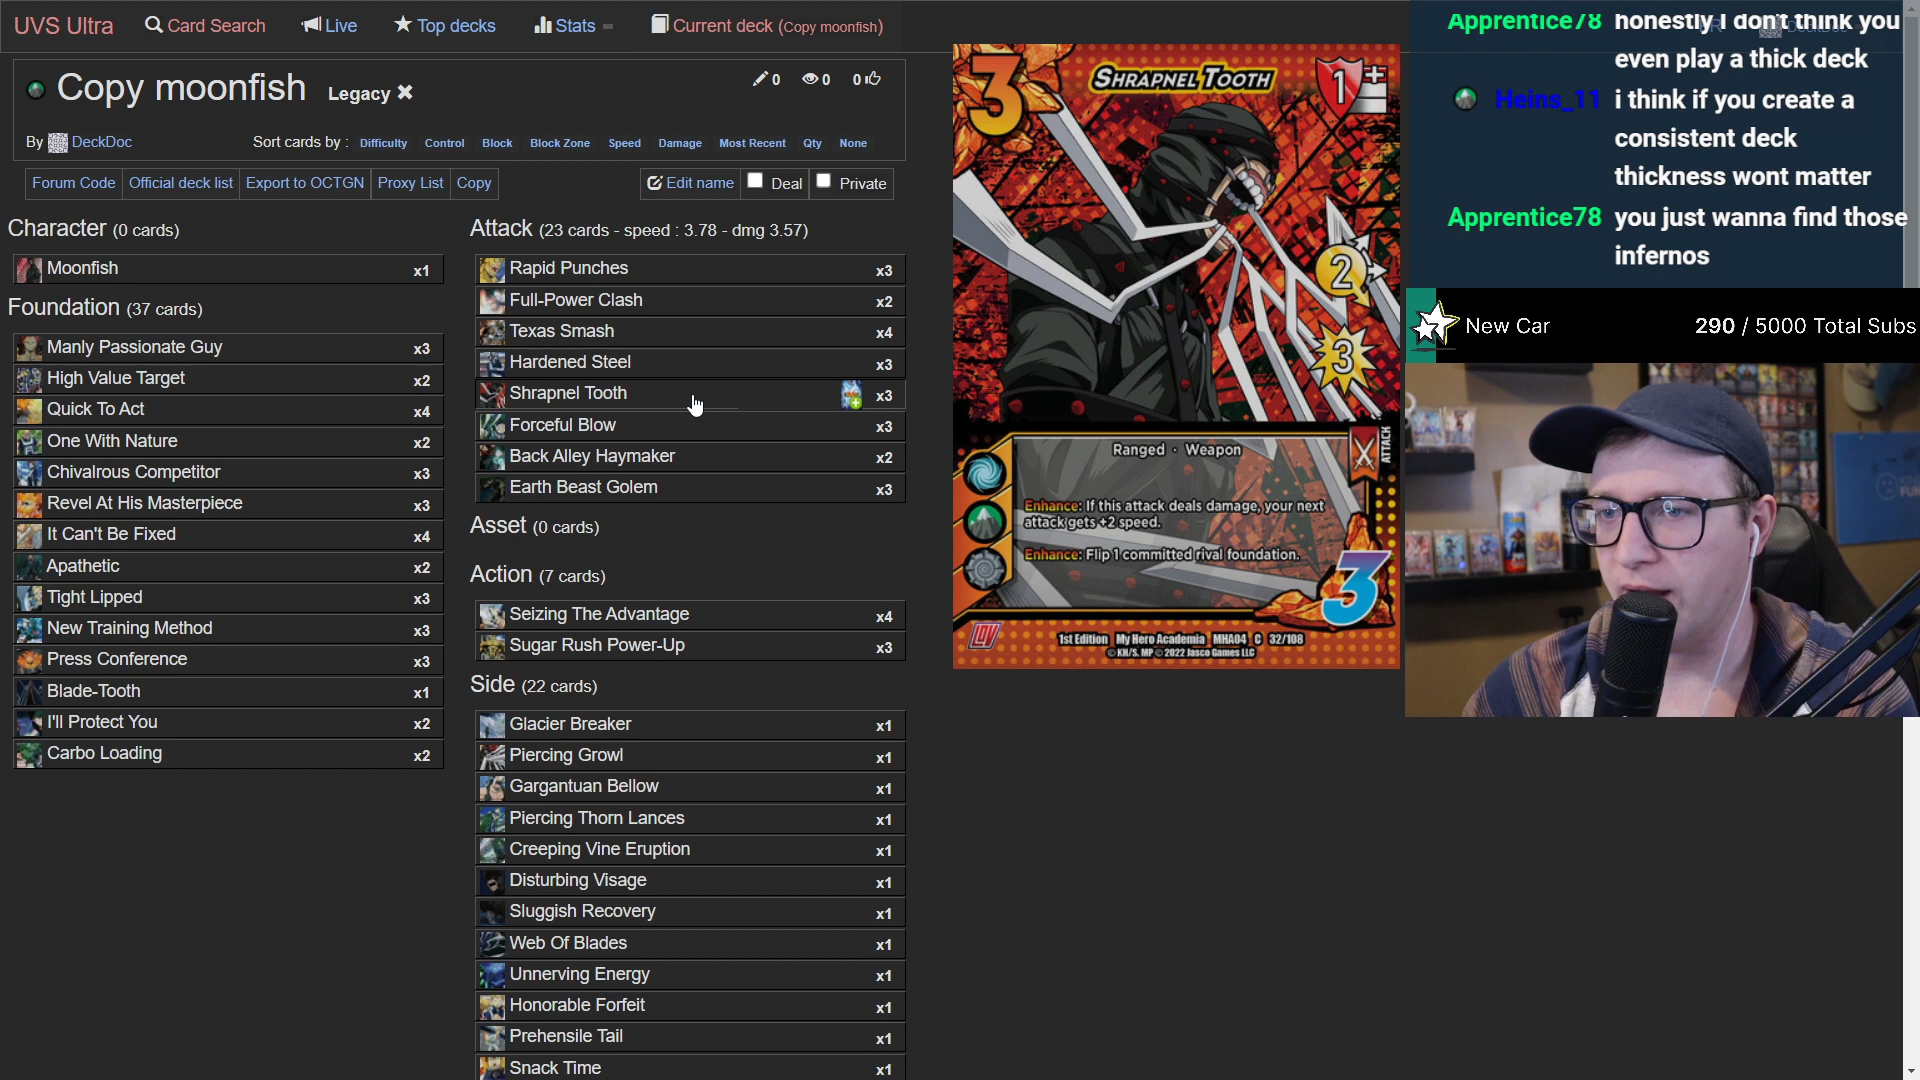 UVS Ultra
Card Search
Live
Top decks
Stats
Current deck (Copy moonfish)
Copy moonfish Legacy
0 0 0
By DeckDoc
Sort cards by : Difficulty Control Block Block Zone Speed Damage Most Recent Qty None
Forum Code Official deck list Export to OCTGN Proxy List Copy
Edit name Deal Private
Character (0 cards)
Moonfish x1
Foundation (37 cards)
Manly Passionate Guy x3
High Value Target x2
Quick To Act x4
One With Nature x2
Chivalrous Competitor x3
Revel At His Masterpiece x3
It Can't Be Fixed x4
Apathetic x2
Tight Lipped x3
New Training Method x3
Press Conference x3
Blade-Tooth x1
I'll Protect You x2
Carbo Loading x2
Attack (23 cards - speed : 3.78 - dmg 3.57)
Rapid Punches x3
Full-Power Clash x2
Texas Smash x4
Hardened Steel x3
Shrapnel Tooth x3
Forceful Blow x3
Back Alley Haymaker x2
Earth Beast Golem x3
Asset (0 cards)
Action (7 cards)
Seizing The Advantage x4
Sugar Rush Power-Up x3
Side (22 cards)
Glacier Breaker x1
Piercing Growl x1
Gargantuan Bellow x1
Piercing Thorn Lances x1
Creeping Vine Eruption x1
Disturbing Visage x1
Sluggish Recovery x1
Web Of Blades x1
Unnerving Energy x1
Honorable Forfeit x1
Prehensile Tail x1
Snack Time x1
3
SHRAPNEL TOOTH
1+
2
3
ATTACK
Ranged · Weapon
Enhance: If this attack deals damage, your next
attack gets +2 speed.
Enhance: Flip 1 committed rival foundation.
3
LOV
1st Edition My Hero Academia MHA04 C 32/108
© KH/S. MP © 2022 Jasco Games LLC
Apprentice78 honestly I don't think you
even play a thick deck
Heins_11 i think if you create a
consistent deck
thickness wont matter
Apprentice78 you just wanna find those
infernos
New Car 290 / 5000 Total Subs